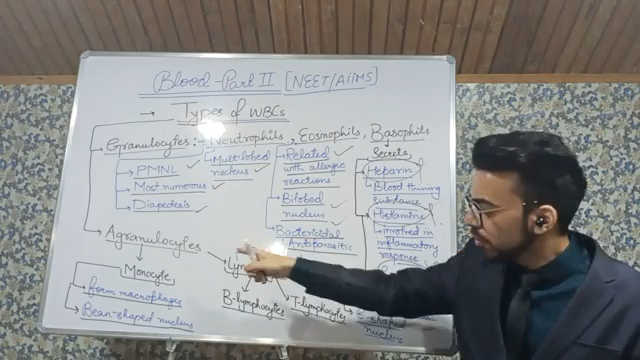 Blood-Part II [NEET/AIIMS]
→ Types of WBCs
Granulocytes:→ Neutrophils, Eosnophils, Basophils
PMNL ✓
Most numerous ✓
Diapedesis ✓
Multilobed
nucleus ✓
Related ✓
with allergic
reactions
Bilobed ✓
nucleus ✓
Bactericidal
Antiparasitic
Secrete
Heparin
Blood thinning
substance
Histamine
involved in
inflammatory
response
Agranulocytes
Monocyte
form macrophages
Bean-shaped nucleus
B-lymphocytes
T-lymphocytes
S-shaped
nucleus